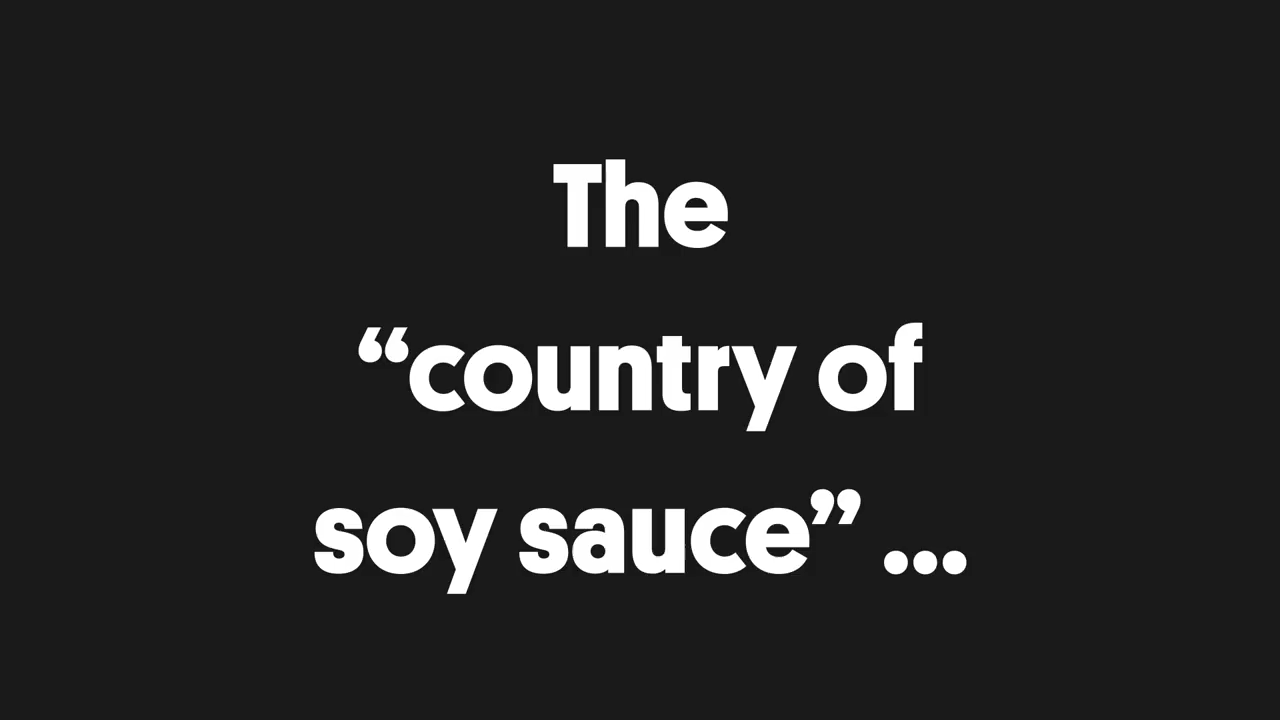 The
“country of
soy sauce” ...